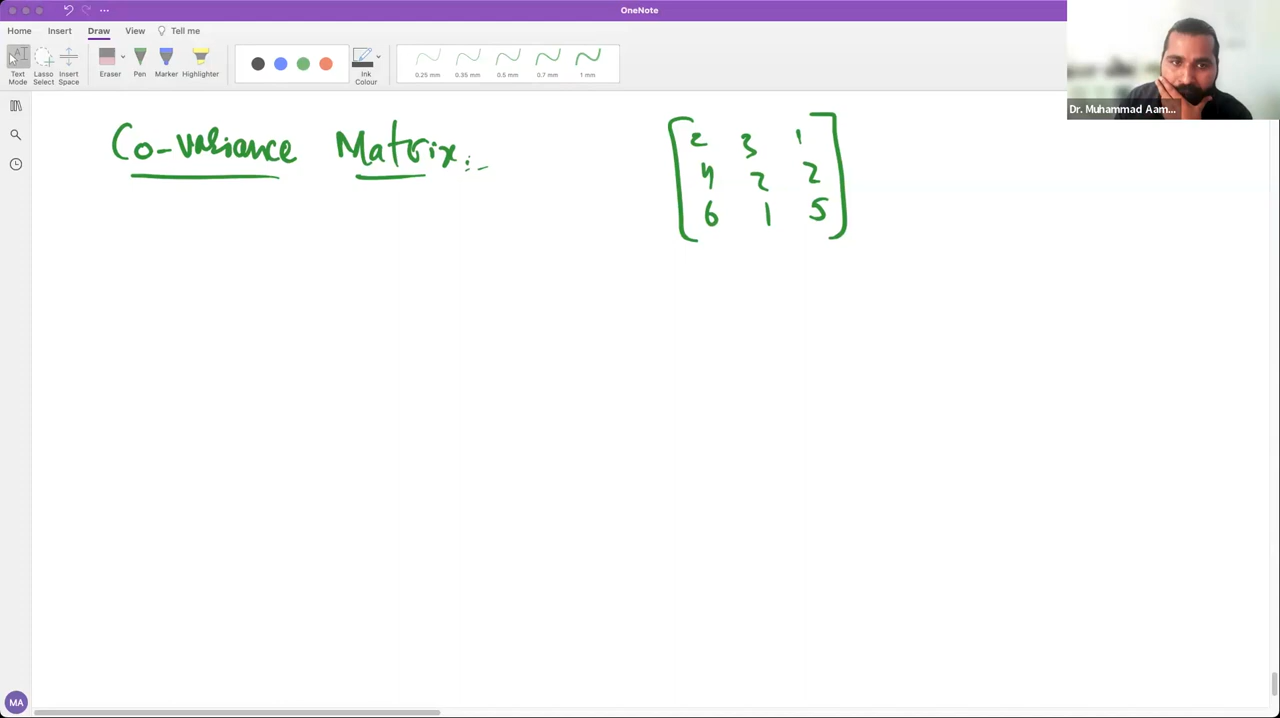 OneNote
Home Insert Draw View Tell me
Text Mode
Lasso Select
Insert Space
Eraser
Pen
Marker
Highlighter
Ink Colour
0.25 mm
0.35 mm
0.5 mm
0.7 mm
1 mm
Dr. Muhammad Aam...
Co-variance Matrix:-
2 3 1
4 2 2
6 1 5
MA